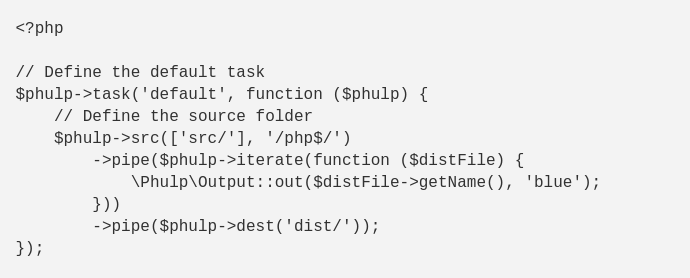 <?php

// Define the default task
$phulp->task('default', function ($phulp) {
    // Define the source folder
    $phulp->src(['src/'], '/php$/')
        ->pipe($phulp->iterate(function ($distFile) {
            \Phulp\Output::out($distFile->getName(), 'blue');
        }))
        ->pipe($phulp->dest('dist/'));
});